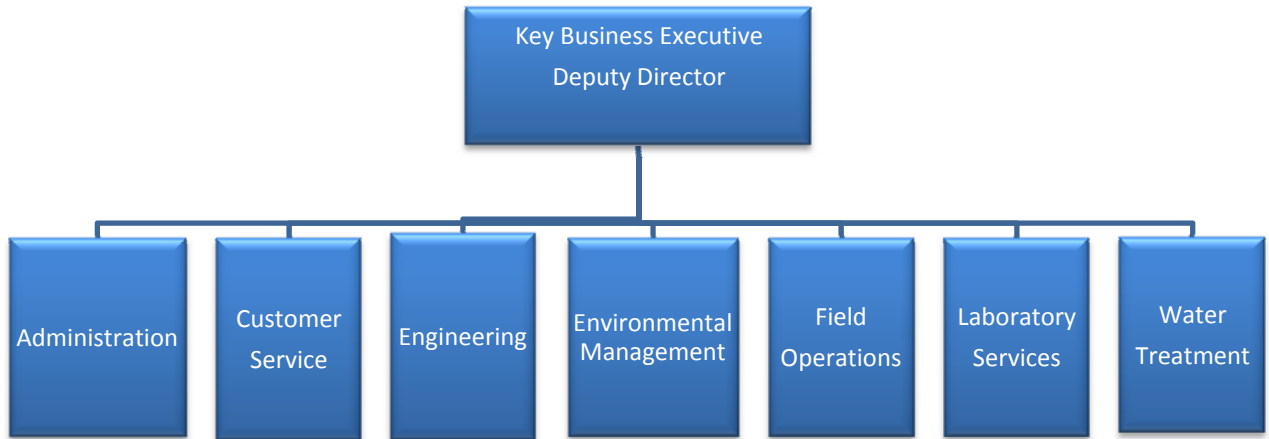 Key Business Executive
Deputy Director
Administration
Customer
Service
Engineering
Environmental
Management
Field
Operations
Laboratory
Services
Water
Treatment